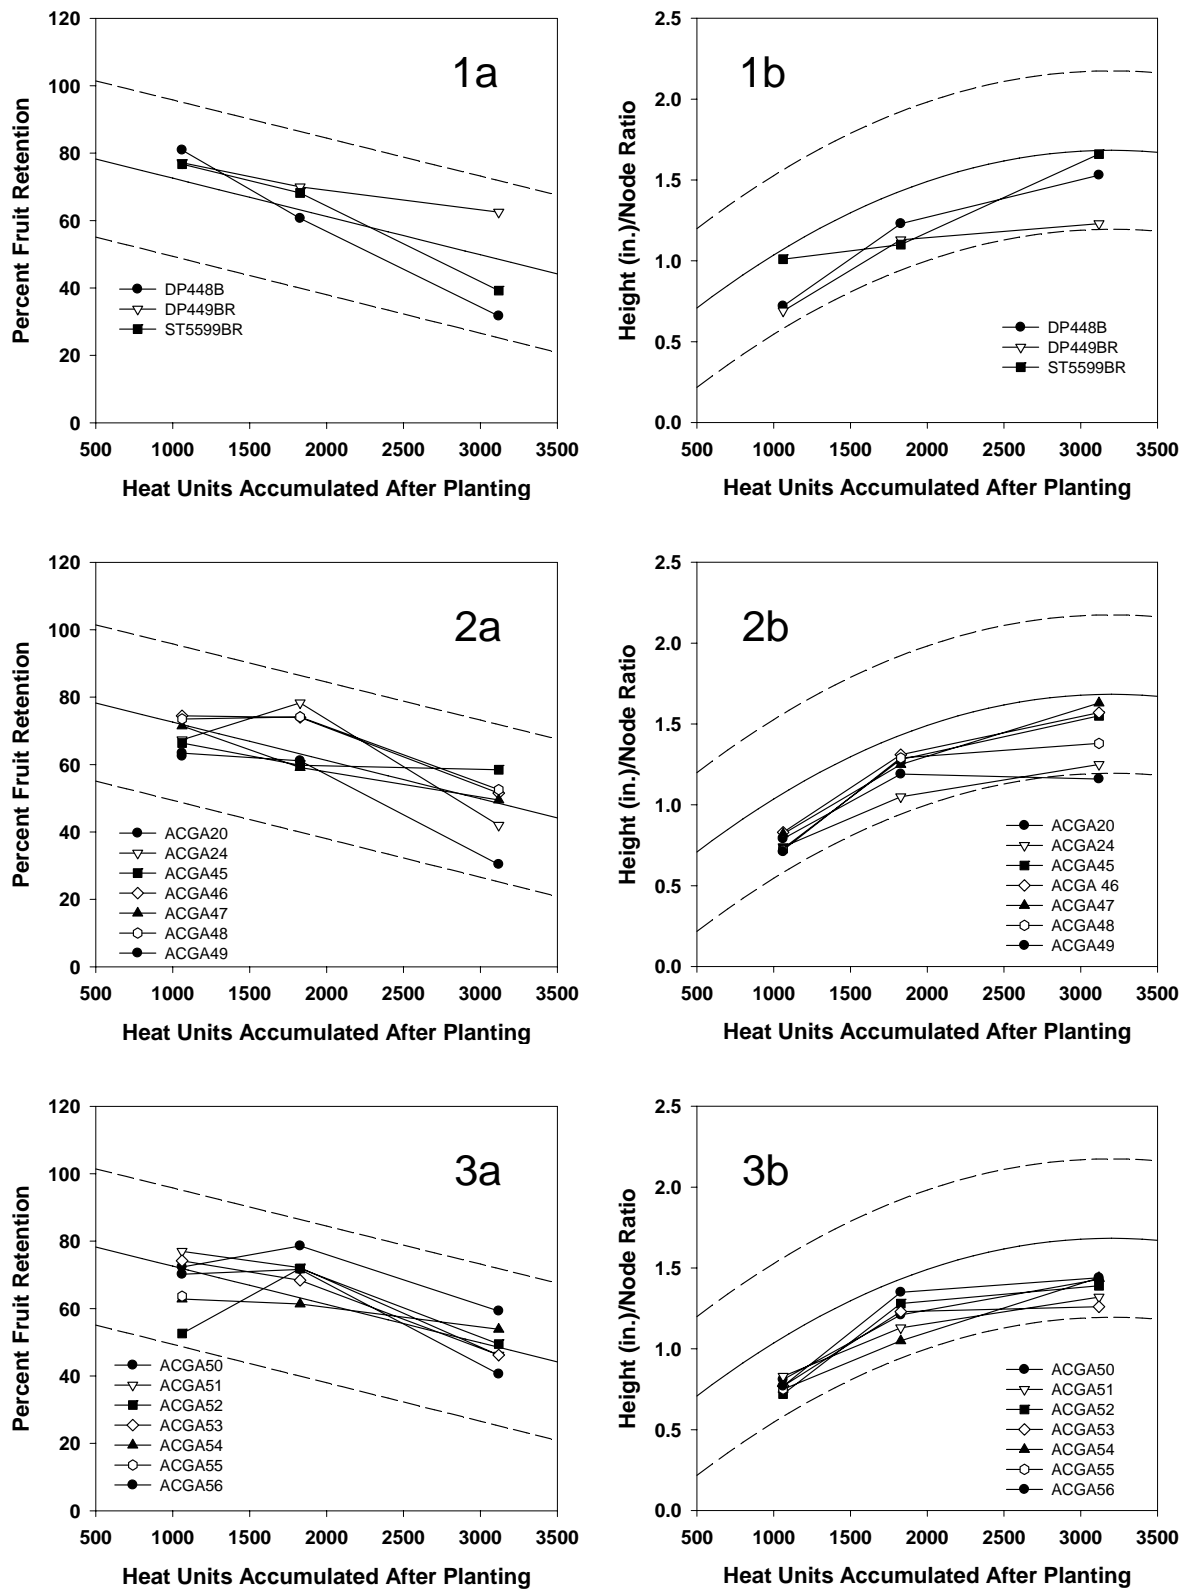 120
100
80
60
40
20
0
Percent Fruit Retention
1a
DP448B
DP449BR
ST5599BR
500 1000 1500 2000 2500 3000 3500
Heat Units Accumulated After Planting
2.5
2.0
1.5
1.0
0.5
0.0
Height (in.)/Node Ratio
1b
DP448B
DP449BR
ST5599BR
500 1000 1500 2000 2500 3000 3500
Heat Units Accumulated After Planting
120
100
80
60
40
20
0
Percent Fruit Retention
2a
ACGA20
ACGA24
ACGA45
ACGA46
ACGA47
ACGA48
ACGA49
500 1000 1500 2000 2500 3000 3500
Heat Units Accumulated After Planting
2.5
2.0
1.5
1.0
0.5
0.0
Height (in.)/Node Ratio
2b
ACGA20
ACGA24
ACGA45
ACGA 46
ACGA47
ACGA48
ACGA49
500 1000 1500 2000 2500 3000 3500
Heat Units Accumulated After Planting
120
100
80
60
40
20
0
Percent Fruit Retention
3a
ACGA50
ACGA51
ACGA52
ACGA53
ACGA54
ACGA55
ACGA56
500 1000 1500 2000 2500 3000 3500
Heat Units Accumulated After Planting
2.5
2.0
1.5
1.0
0.5
0.0
Height (in.)/Node Ratio
3b
ACGA50
ACGA51
ACGA52
ACGA53
ACGA54
ACGA55
ACGA56
500 1000 1500 2000 2500 3000 3500
Heat Units Accumulated After Planting